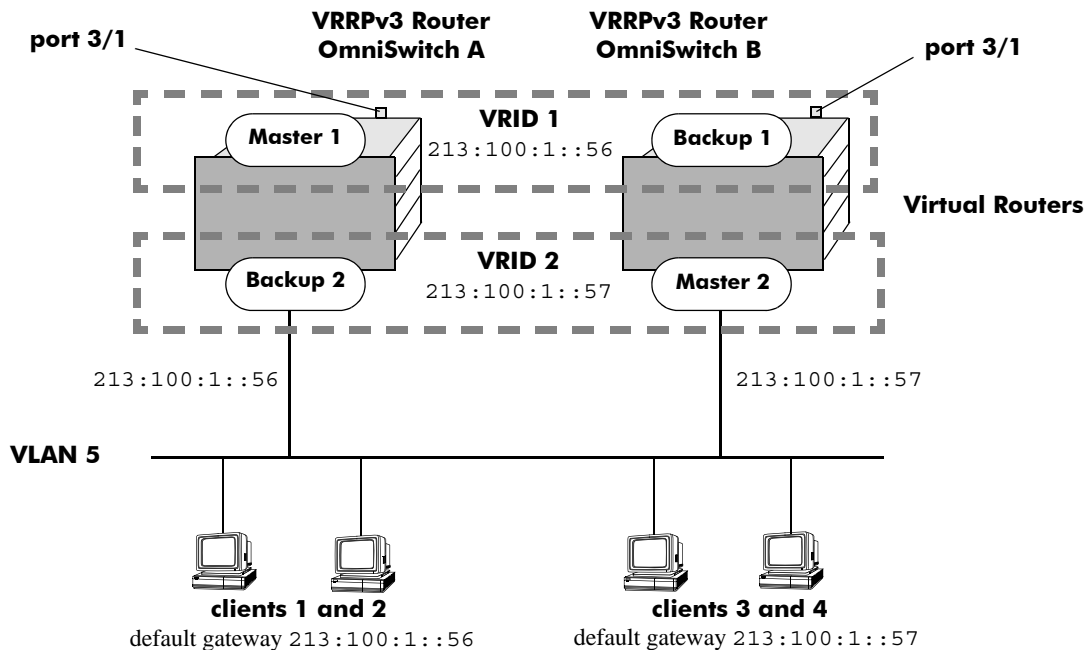 VRRPv3 Router
OmniSwitch A
VRRPv3 Router
OmniSwitch B
port 3/1
port 3/1
VRID 1
213:100:1::56
Master 1
Backup 1
Virtual Routers
VRID 2
213:100:1::57
Backup 2
Master 2
213:100:1::56
213:100:1::57
VLAN 5
clients 1 and 2
default gateway 213:100:1::56
clients 3 and 4
default gateway 213:100:1::57